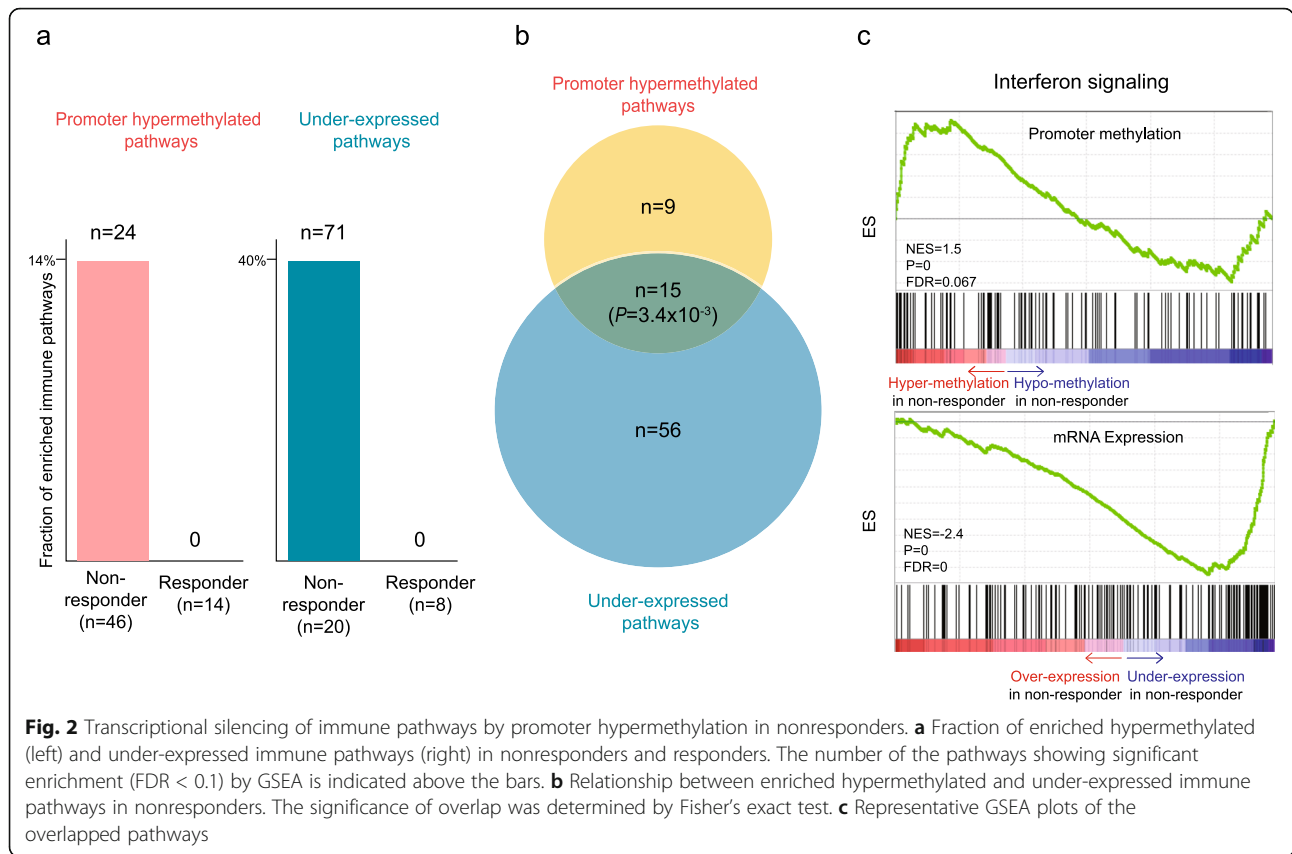 a
Promoter hypermethylated
pathways
Under-expressed
pathways
Fraction of enriched immune pathways
14%
n=24
0
Non-
responder
(n=46)
Responder
(n=14)
40%
n=71
0
Non-
responder
(n=20)
Responder
(n=8)
b
Promoter hypermethylated
pathways
n=9
n=15
(P=3.4x10⁻³)
n=56
Under-expressed
pathways
c
Interferon signaling
Promoter methylation
ES
NES=1.5
P=0
FDR=0.067
Hyper-methylation
in non-responder
Hypo-methylation
in non-responder
mRNA Expression
ES
NES=-2.4
P=0
FDR=0
Over-expression
in non-responder
Under-expression
in non-responder
Fig. 2 Transcriptional silencing of immune pathways by promoter hypermethylation in nonresponders. a Fraction of enriched hypermethylated
(left) and under-expressed immune pathways (right) in nonresponders and responders. The number of the pathways showing significant
enrichment (FDR < 0.1) by GSEA is indicated above the bars. b Relationship between enriched hypermethylated and under-expressed immune
pathways in nonresponders. The significance of overlap was determined by Fisher's exact test. c Representative GSEA plots of the
overlapped pathways